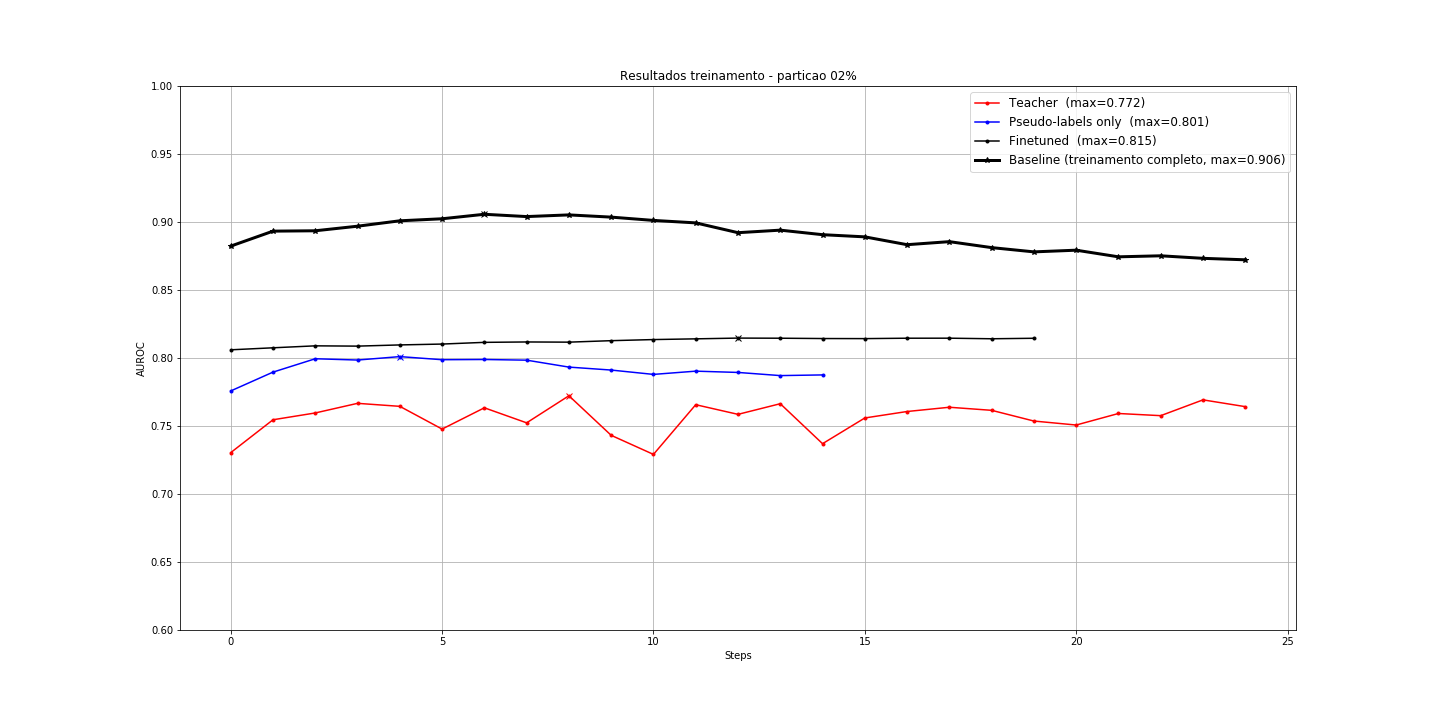 Resultados treinamento - particao 02%
Teacher  (max=0.772)
Pseudo-labels only  (max=0.801)
Finetuned  (max=0.815)
Baseline (treinamento completo, max=0.906)
1.00
0.95
0.90
0.85
0.80
0.75
0.70
0.65
0.60
AUROC
0 5 10 15 20 25
Steps